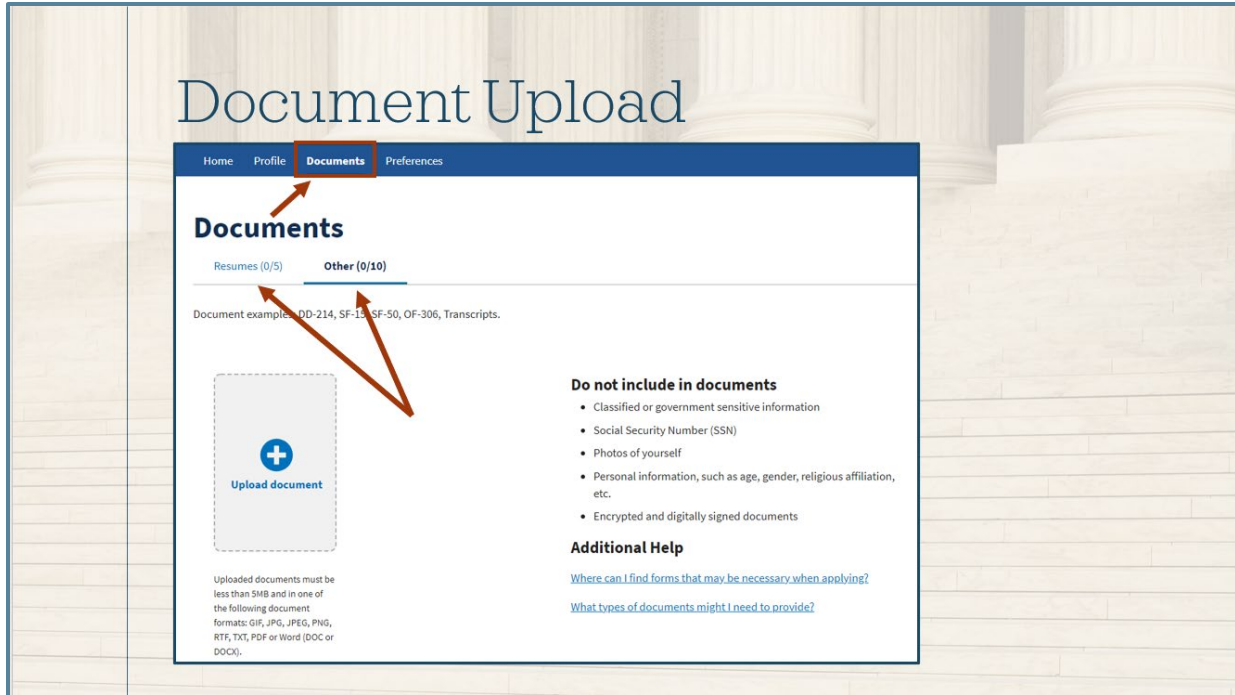 Document Upload
Home Profile Documents Preferences
Documents
Resumes (0/5) Other (0/10)
Document examples: DD-214, SF-15, SF-50, OF-306, Transcripts.
Upload document
Uploaded documents must be
less than 5MB and in one of
the following document
formats: GIF, JPG, JPEG, PNG,
RTF, TXT, PDF or Word (DOC or
DOCX).
Do not include in documents
• Classified or government sensitive information
• Social Security Number (SSN)
• Photos of yourself
• Personal information, such as age, gender, religious affiliation,
etc.
• Encrypted and digitally signed documents
Additional Help
Where can I find forms that may be necessary when applying?
What types of documents might I need to provide?